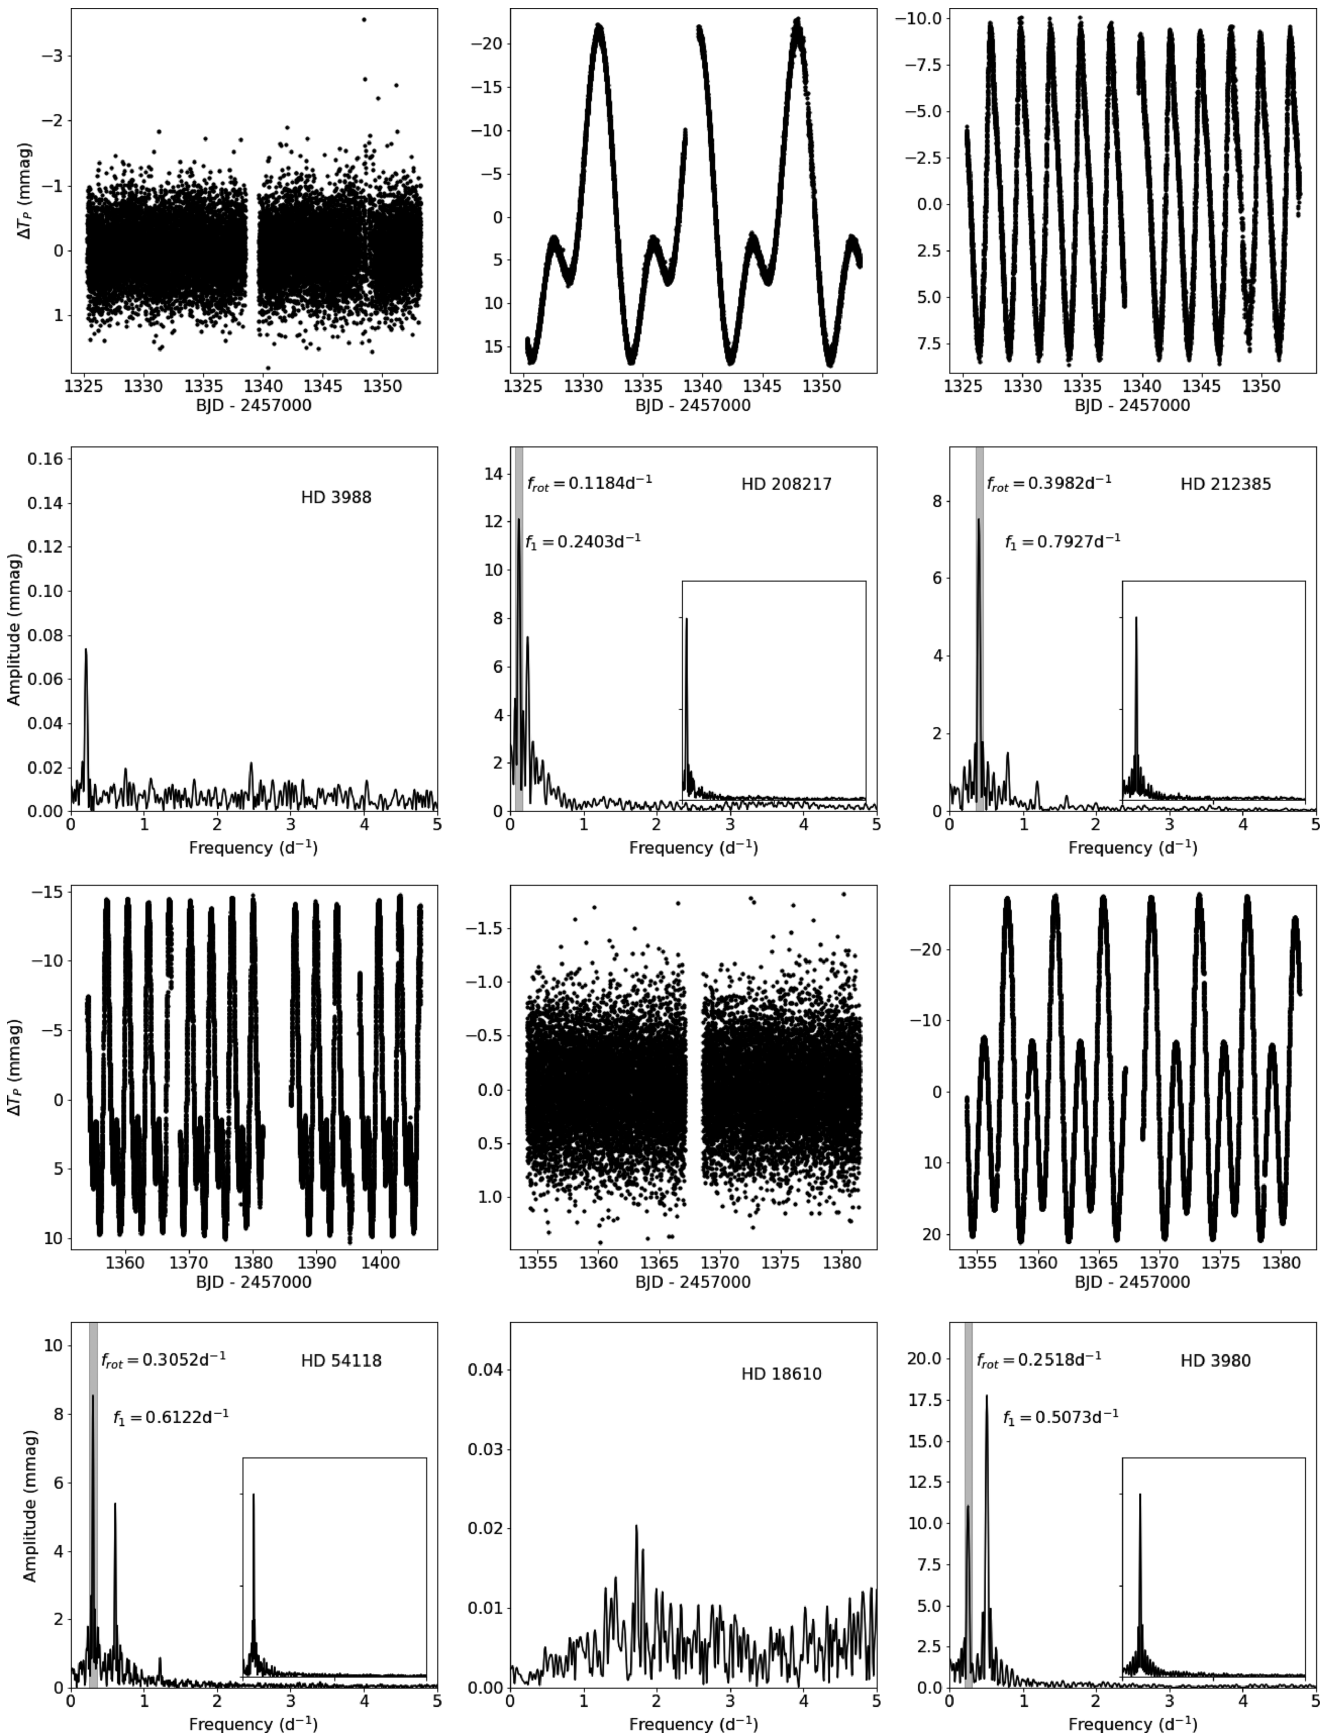 −3
−2
−1
0
1
ΔT_P (mmag)
1325 1330 1335 1340 1345 1350
BJD - 2457000
−20
−15
−10
−5
0
5
10
15
1325 1330 1335 1340 1345 1350
BJD - 2457000
−10.0
−7.5
−5.0
−2.5
0.0
2.5
5.0
7.5
1325 1330 1335 1340 1345 1350
BJD - 2457000
0.16
0.14
0.12
0.10
0.08
0.06
0.04
0.02
0.00
Amplitude (mmag)
HD 3988
0 1 2 3 4 5
Frequency (d⁻¹)
14
12
10
8
6
4
2
0
f_rot = 0.1184d⁻¹
HD 208217
f₁ = 0.2403d⁻¹
0 1 2 3 4 5
Frequency (d⁻¹)
8
6
4
2
0
f_rot = 0.3982d⁻¹
HD 212385
f₁ = 0.7927d⁻¹
0 1 2 3 4 5
Frequency (d⁻¹)
−15
−10
−5
0
5
10
ΔT_P (mmag)
1360 1370 1380 1390 1400
BJD - 2457000
−1.5
−1.0
−0.5
0.0
0.5
1.0
1355 1360 1365 1370 1375 1380
BJD - 2457000
−20
−10
0
10
20
1355 1360 1365 1370 1375 1380
BJD - 2457000
10
8
6
4
2
0
Amplitude (mmag)
f_rot = 0.3052d⁻¹
HD 54118
f₁ = 0.6122d⁻¹
0 1 2 3 4 5
Frequency (d⁻¹)
0.04
0.03
0.02
0.01
0.00
HD 18610
0 1 2 3 4 5
Frequency (d⁻¹)
20.0
17.5
15.0
12.5
10.0
7.5
5.0
2.5
0
f_rot = 0.2518d⁻¹
HD 3980
f₁ = 0.5073d⁻¹
0 1 2 3 4 5
Frequency (d⁻¹)